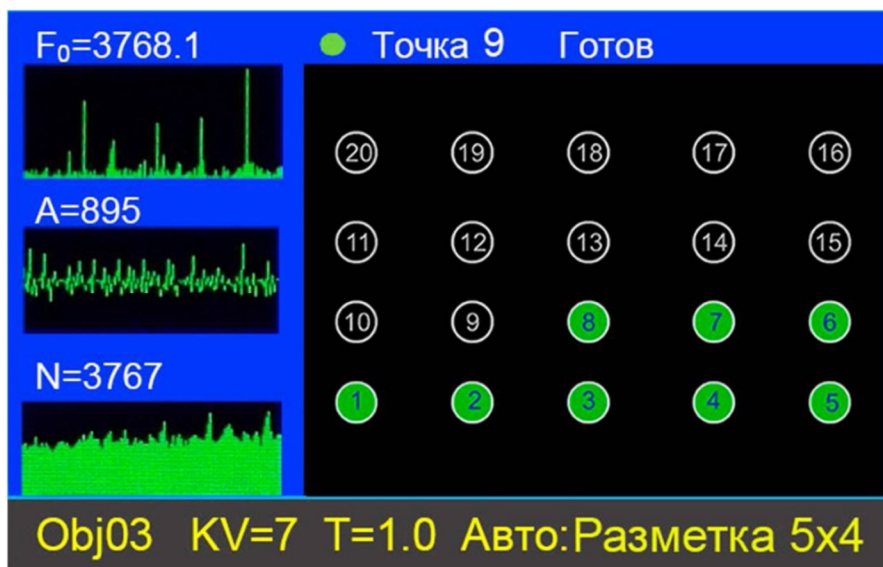 F₀=3768.1
A=895
N=3767
Точка 9 Готов
20 19 18 17 16
11 12 13 14 15
10 9 8 7 6
1 2 3 4 5
Obj03 KV=7 T=1.0 Авто:Разметка 5x4